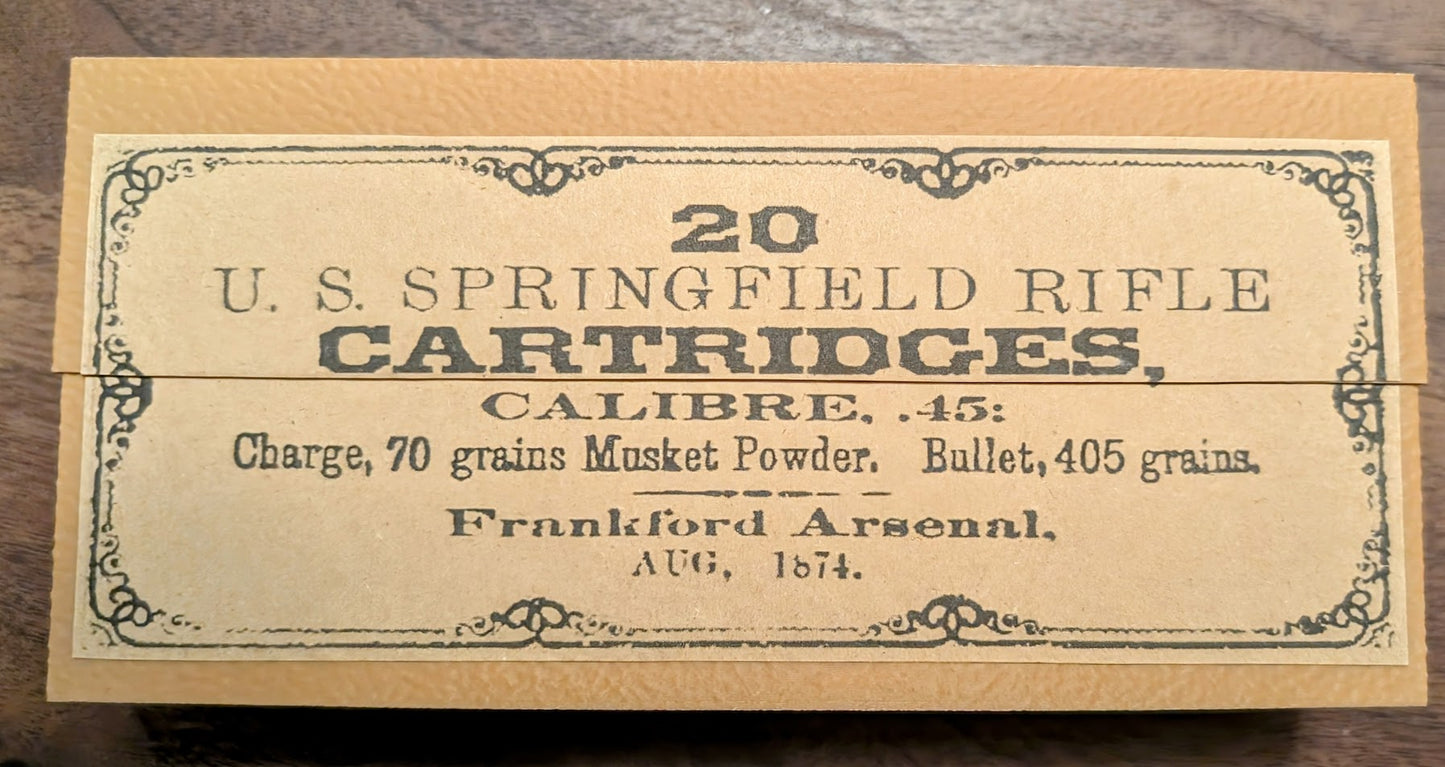 20
U. S. SPRINGFIELD RIFLE
CARTRIDGES,
CALIBRE, .45:
Charge, 70 grains Musket Powder. Bullet, 405 grains.
Frankford Arsenal,
AUG, 1874.